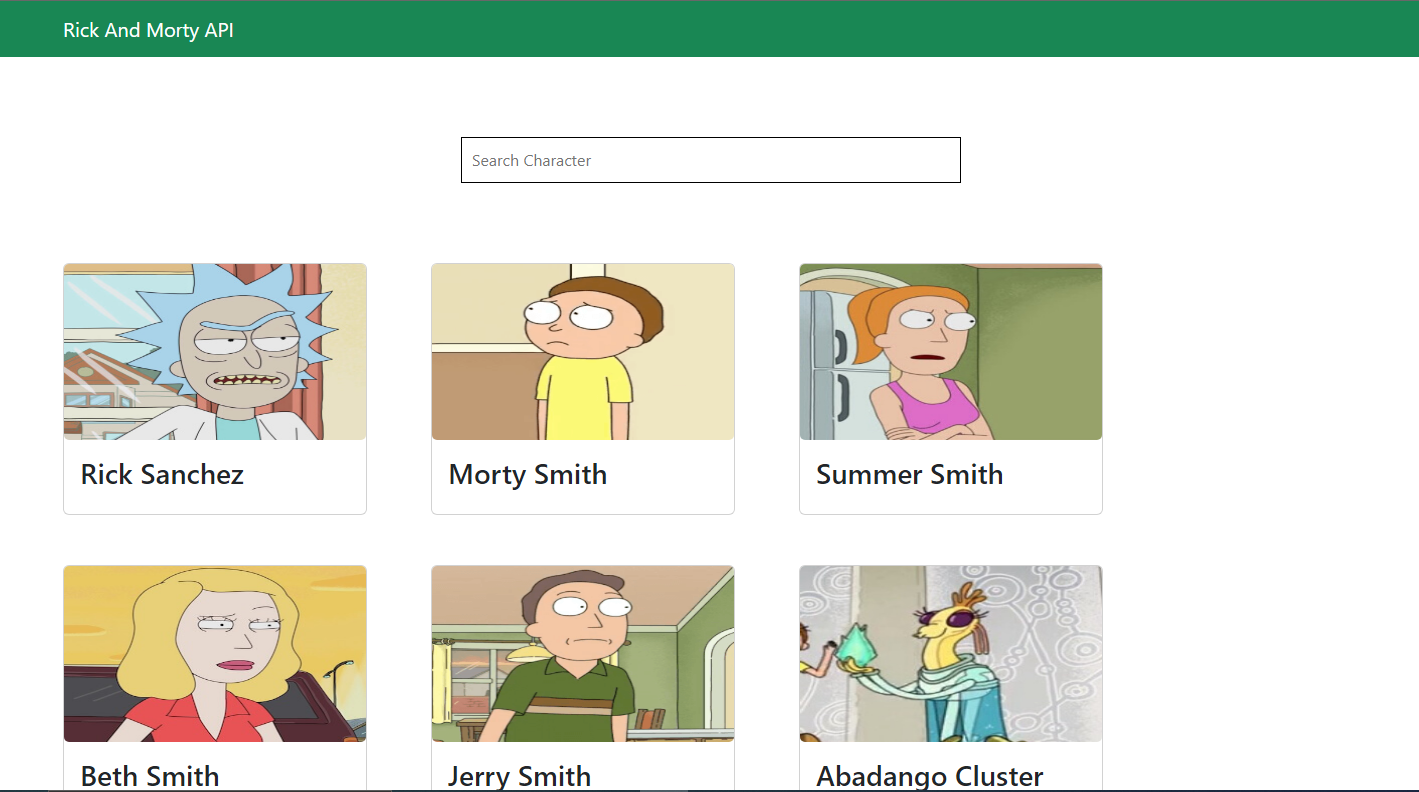 Rick And Morty API
Search Character
Rick Sanchez
Morty Smith
Summer Smith
Beth Smith
Jerry Smith
Abadango Cluster